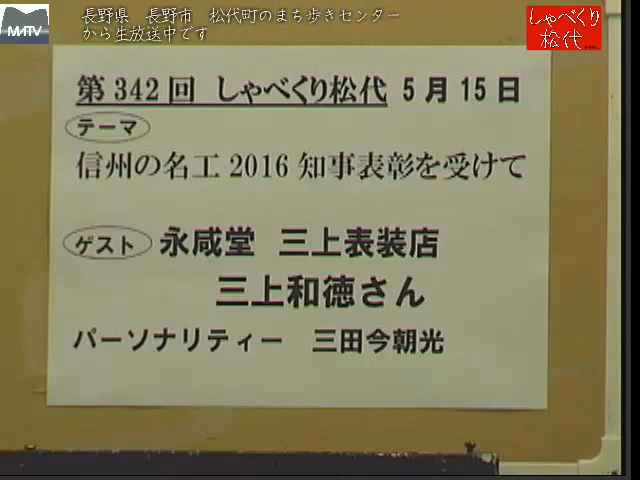 MATV
長野県 長野市 松代町のまち歩きセンター
から生放送中です
しゃべくり
松代
第342回 しゃべくり松代 5月15日
テーマ
信州の名工2016知事表彰を受けて
ゲスト 永咸堂 三上表装店
三上和徳さん
パーソナリティー 三田今朝光